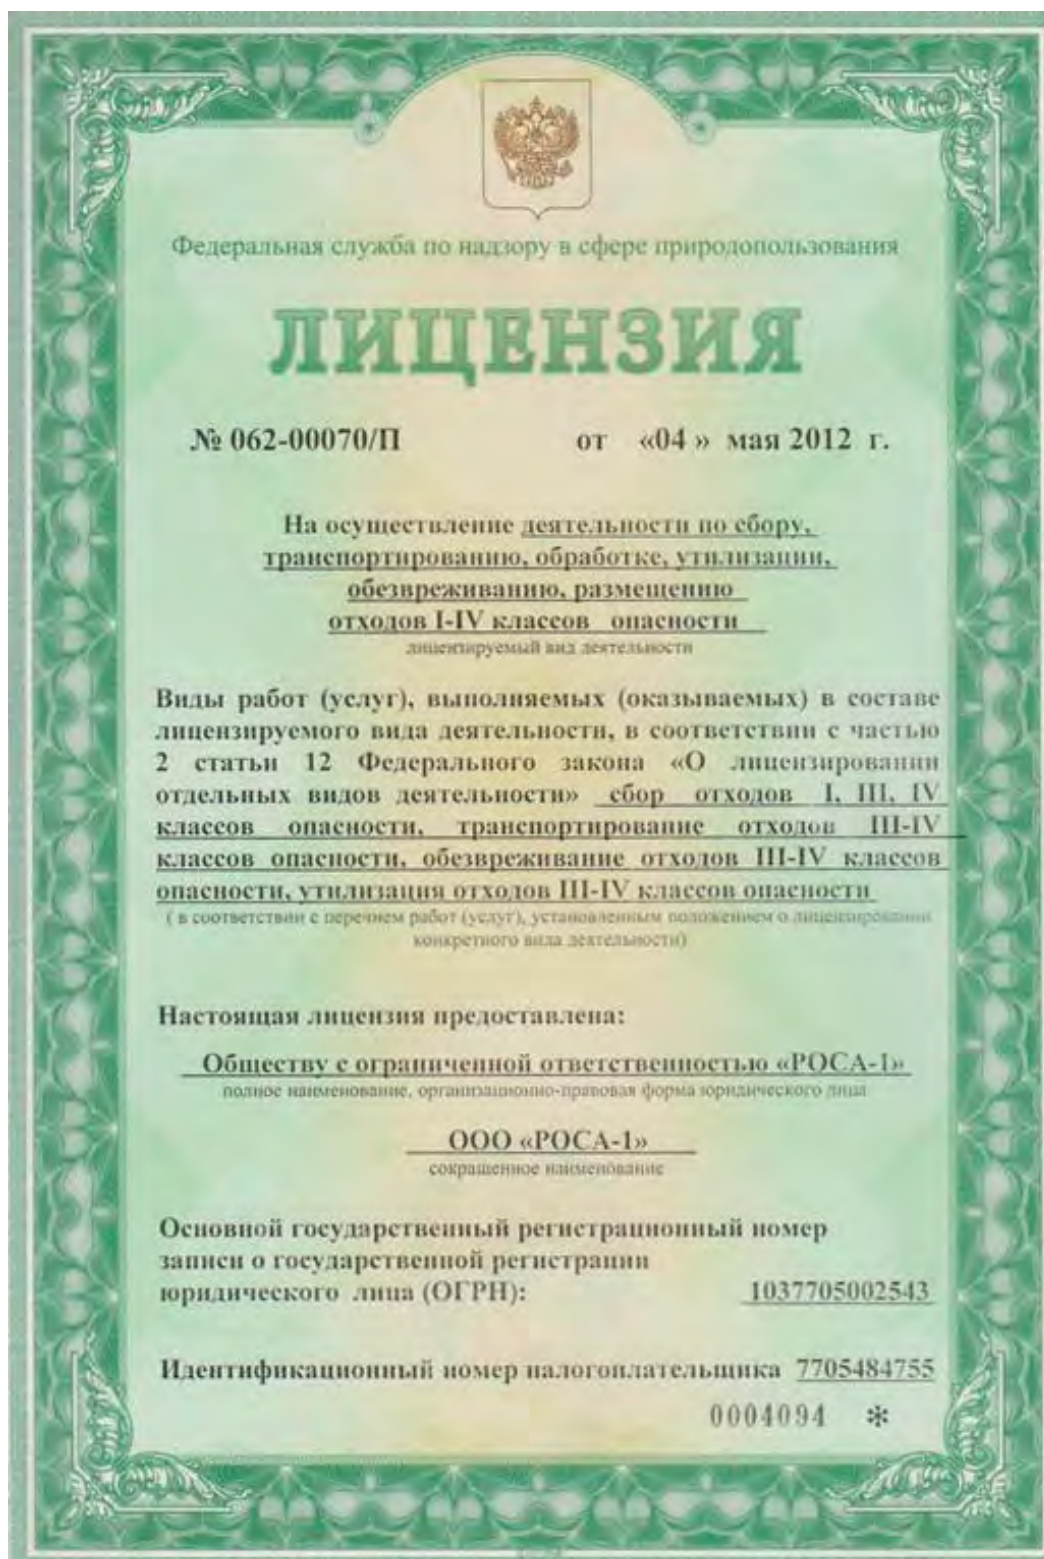 Федеральная служба по надзору в сфере природопользования
ЛИЦЕНЗИЯ
№ 062-00070/П от «04 » мая 2012 г.
На осуществление деятельности по сбору,
транспортированию, обработке, утилизации,
обезвреживанию, размещению
отходов I-IV классов опасности
лицензируемый вид деятельности
Виды работ (услуг), выполняемых (оказываемых) в составе
лицензируемого вида деятельности, в соответствии с частью
2 статьи 12 Федерального закона «О лицензировании
отдельных видов деятельности» сбор отходов I, III, IV
классов опасности, транспортирование отходов III-IV
классов опасности, обезвреживание отходов III-IV классов
опасности, утилизация отходов III-IV классов опасности
( в соответствии с перечнем работ (услуг), установленным положением о лицензировании
конкретного вида деятельности)
Настоящая лицензия предоставлена:
Обществу с ограниченной ответственностью «РОСА-1»
полное наименование, организационно-правовая форма юридического лица
ООО «РОСА-1»
сокращенное наименование
Основной государственный регистрационный номер
записи о государственной регистрации
юридического лица (ОГРН): 1037705002543
Идентификационный номер налогоплательщика 7705484755
0004094 *